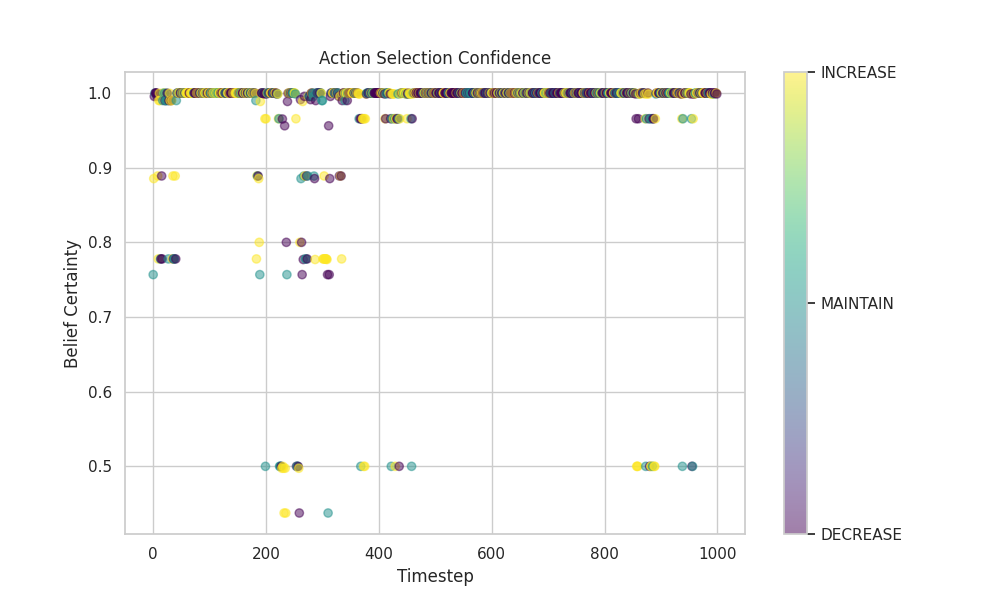 Action Selection Confidence
Belief Certainty
1.0
0.9
0.8
0.7
0.6
0.5
0
200
400
600
800
1000
Timestep
INCREASE
MAINTAIN
DECREASE